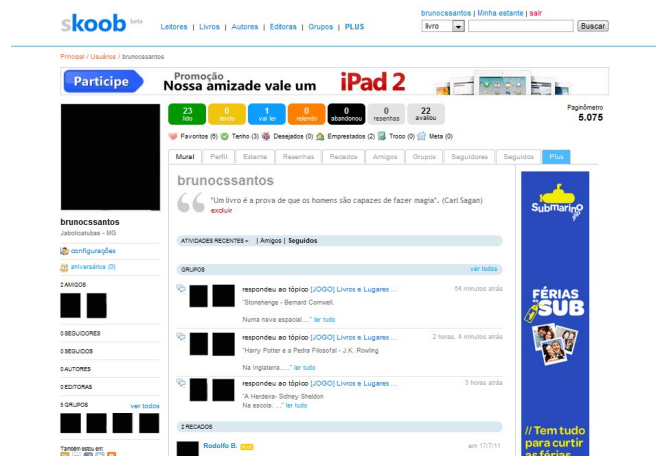 brunocssantos | Minha estante | sair
skoob beta
Leitores | Livros | Autores | Editoras | Grupos | PLUS
livro Buscar
Principal / Usuários / brunocssantos
Participe
Promoção
Nossa amizade vale um iPad 2
23 lido
0 lendo
1 vai ler
0 relendo
0 abandonou
0 resenhas
22 avaliou
Paginômetro
5.075
Favoritos (6) Tenho (3) Desejados (0) Emprestados (2) Troco (0) Meta (0)
Mural Perfil Estante Resenhas Recados Amigos Grupos Seguidores Seguidos Plus
brunocssantos
"Um livro é a prova de que os homens são capazes de fazer magia". (Carl Sagan)
excluir
brunocssantos
Jaboticatubas - MG
configurações
aniversários (0)
2 AMIGOS
0 SEGUIDORES
0 SEGUIDOS
0 AUTORES
0 EDITORAS
6 GRUPOS ver todos
Também estou em:
ATIVIDADES RECENTES » | Amigos | Seguidos
GRUPOS ver todos
respondeu ao tópico [JOGO] Livros e Lugares ... 54 minutos atrás
"Stonehenge - Bernard Cornwell.
Numa nave espacial...." ler tudo
respondeu ao tópico [JOGO] Livros e Lugares ... 2 horas, 4 minutos atrás
"Harry Potter e a Pedra Filosofal - J.K. Rowling
Na Inglaterra....." ler tudo
respondeu ao tópico [JOGO] Livros e Lugares ... 3 horas atrás
"A Herdeira- Sidney Sheldon
Na escola. ...." ler tudo
2 RECADOS
Rodolfo B. PLUS em 17/7/11
Submarino
FÉRIAS
SUB
// Tem tudo
para curtir
as férias